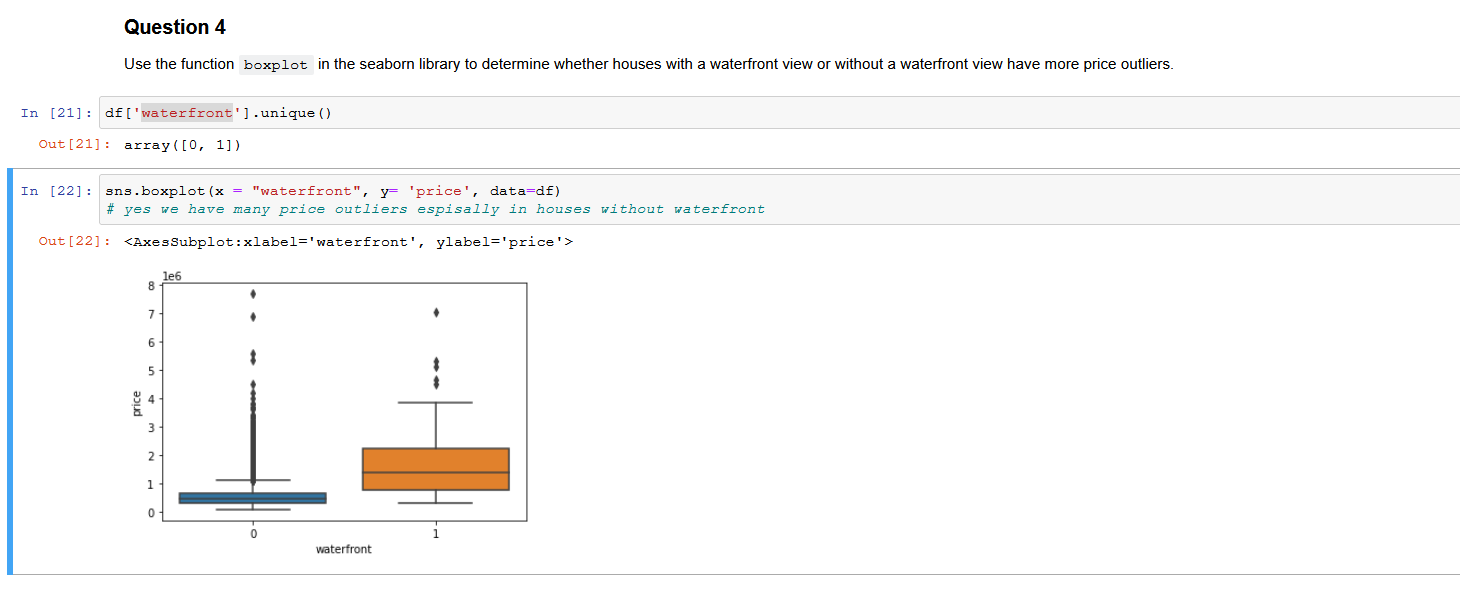 Question 4
Use the function boxplot in the seaborn library to determine whether houses with a waterfront view or without a waterfront view have more price outliers.
In [21]: df['waterfront'].unique()
Out[21]: array([0, 1])
In [22]: sns.boxplot(x = "waterfront", y= 'price', data=df)
# yes we have many price outliers espisally in houses without waterfront
Out[22]: <AxesSubplot:xlabel='waterfront', ylabel='price'>
1e6
8
7
6
5
4
3
2
1
0
price
0 1
waterfront